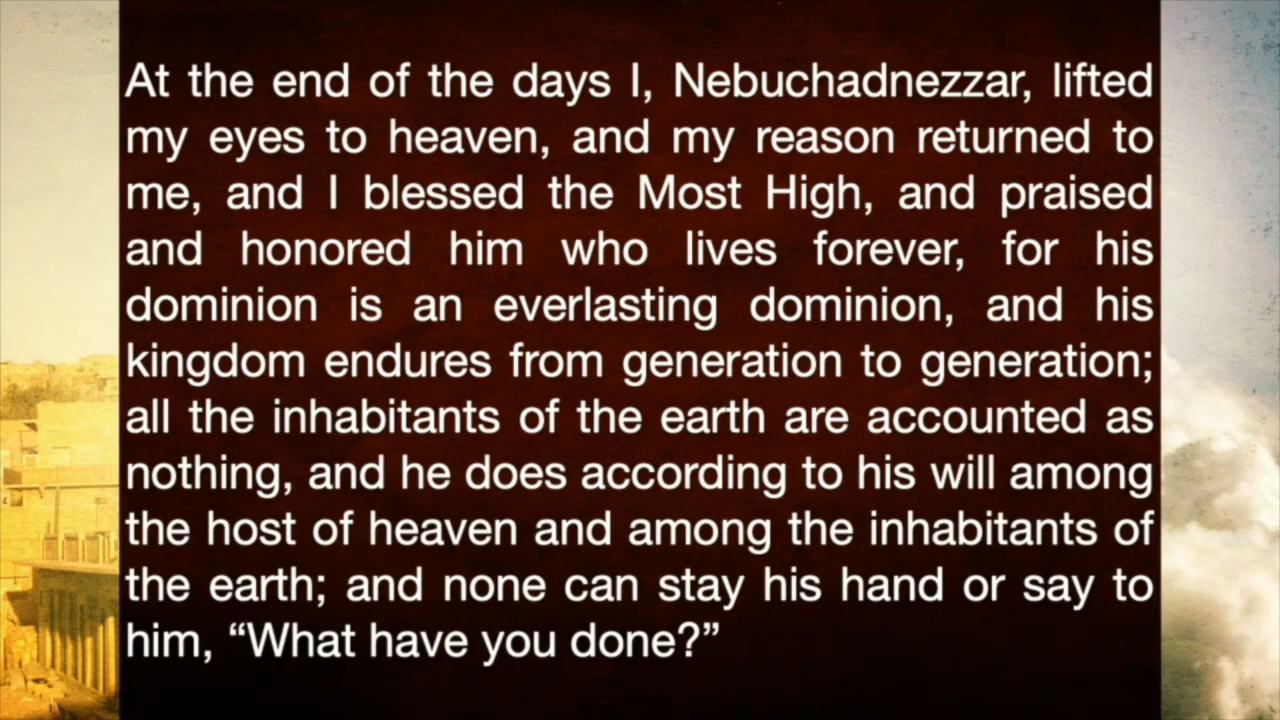 At the end of the days I, Nebuchadnezzar, lifted
my eyes to heaven, and my reason returned to
me, and I blessed the Most High, and praised
and honored him who lives forever, for his
dominion is an everlasting dominion, and his
kingdom endures from generation to generation;
all the inhabitants of the earth are accounted as
nothing, and he does according to his will among
the host of heaven and among the inhabitants of
the earth; and none can stay his hand or say to
him, “What have you done?”